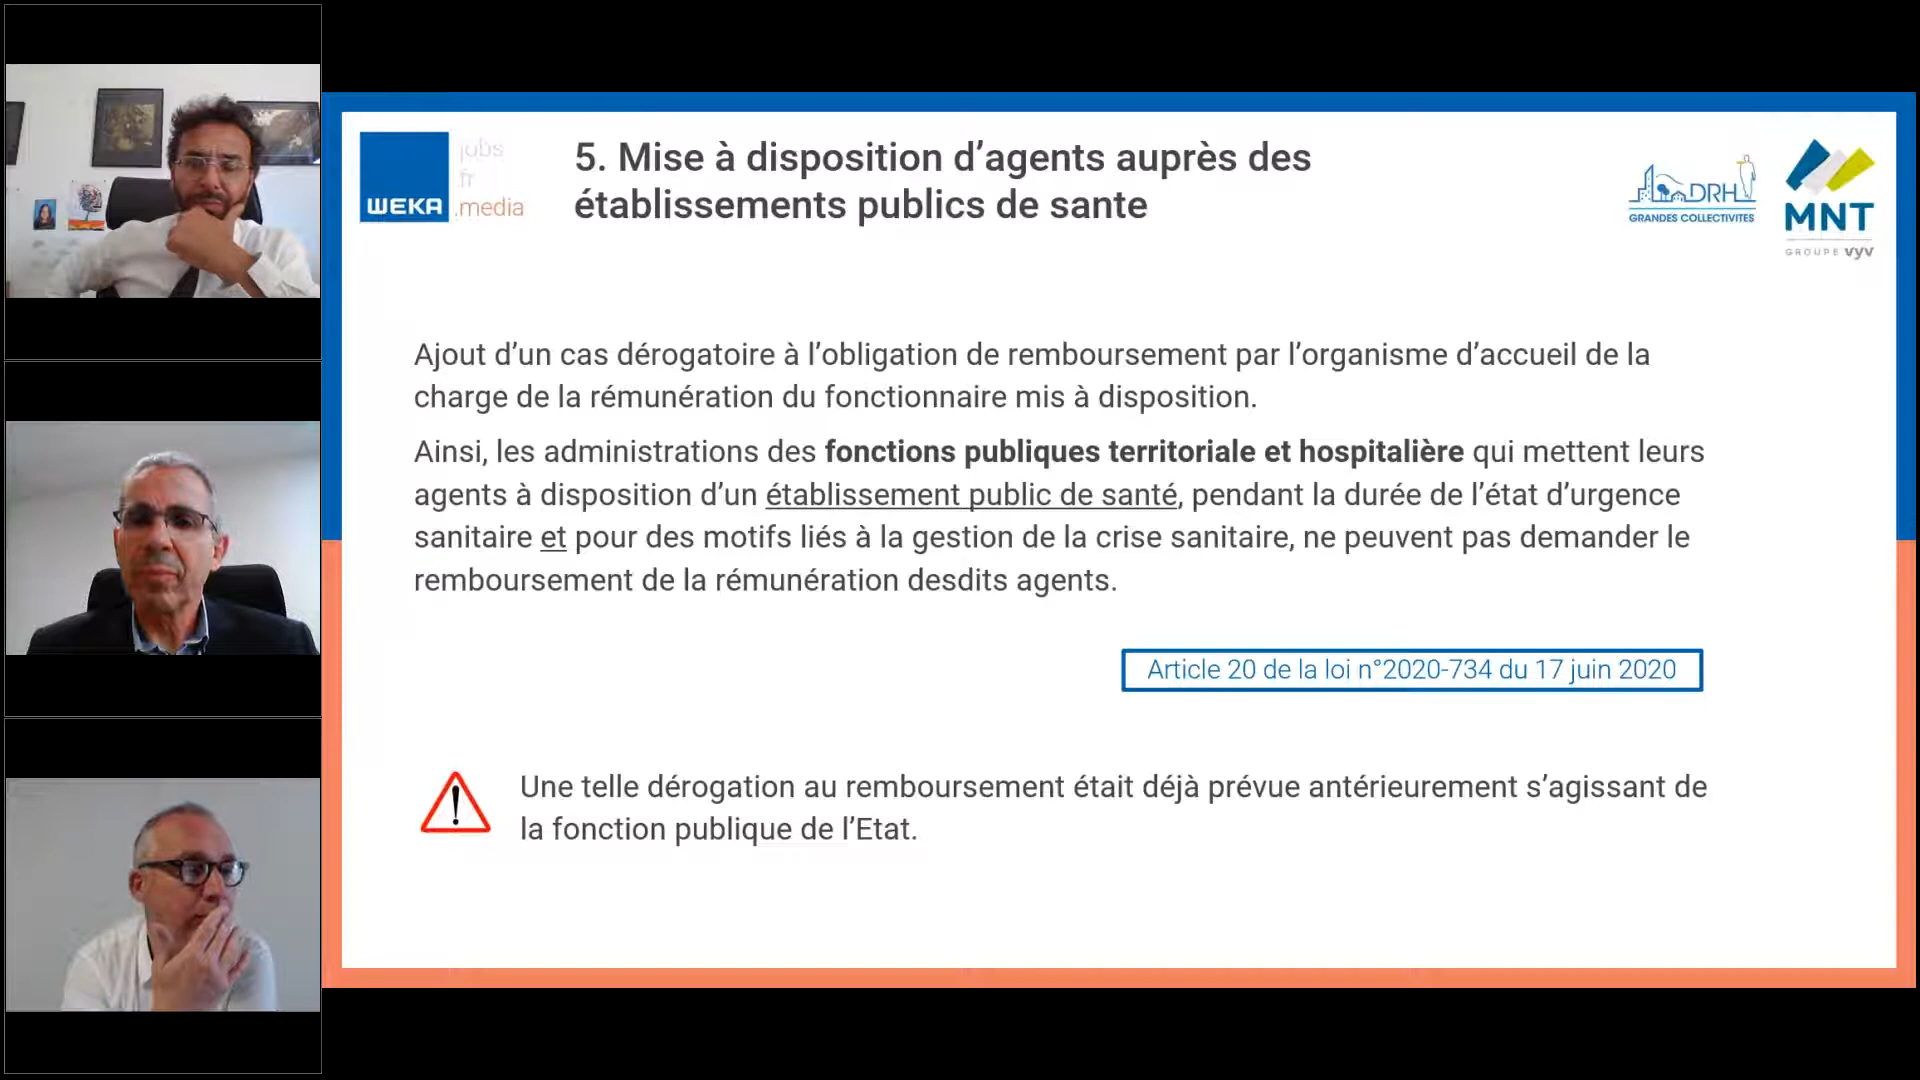 jobs
.fr
WEKA .media
5. Mise à disposition d’agents auprès des
établissements publics de sante
DRH
GRANDES COLLECTIVITES
MNT
GROUPE vyv
Ajout d’un cas dérogatoire à l’obligation de remboursement par l’organisme d’accueil de la
charge de la rémunération du fonctionnaire mis à disposition.
Ainsi, les administrations des fonctions publiques territoriale et hospitalière qui mettent leurs
agents à disposition d’un établissement public de santé, pendant la durée de l’état d’urgence
sanitaire et pour des motifs liés à la gestion de la crise sanitaire, ne peuvent pas demander le
remboursement de la rémunération desdits agents.
Article 20 de la loi n°2020-734 du 17 juin 2020
Une telle dérogation au remboursement était déjà prévue antérieurement s’agissant de
la fonction publique de l’Etat.